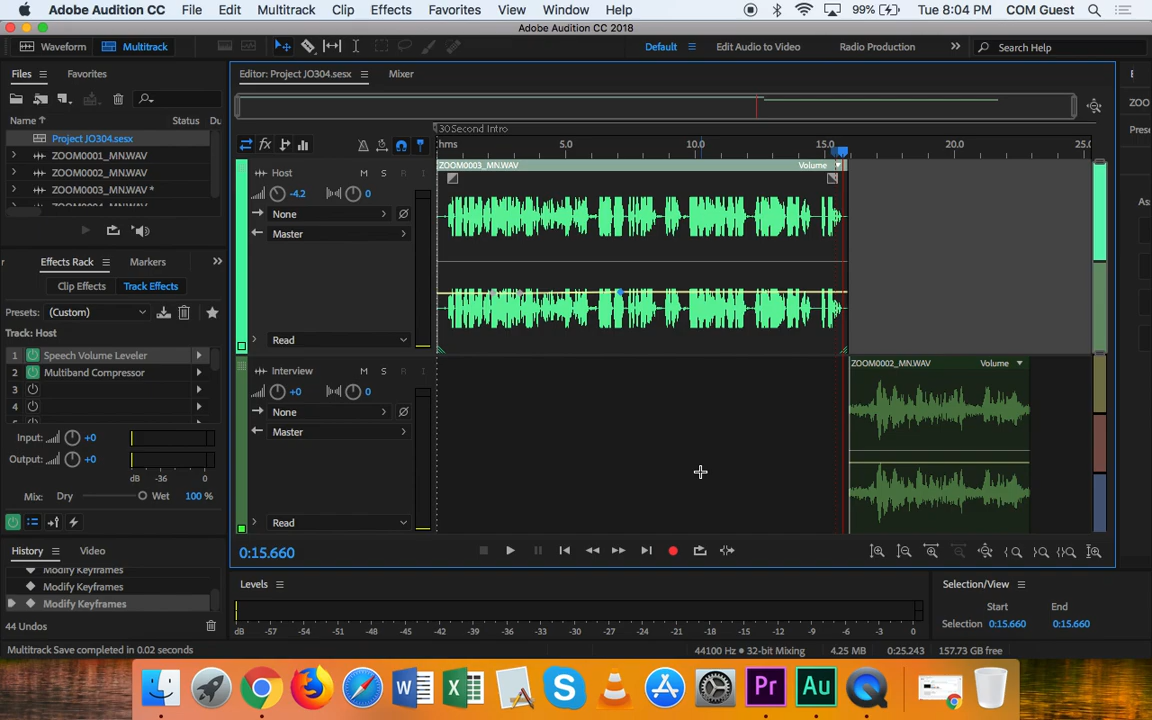 Adobe Audition CC File Edit Multitrack Clip Effects Favorites View Window Help 99% Tue 8:04 PM COM Guest
Adobe Audition CC 2018
Waveform Multitrack Default Edit Audio to Video Radio Production Search Help
Files Favorites Editor: Project JO304.sesx Mixer
Name Status Du
30 Second Intro
Project JO304.sesx
hms 5.0 10.0 15.0 20.0 25.0
ZOOM0001_MN.WAV
ZOOM0003_MN.WAV Volume
ZOOM0002_MN.WAV
Host M S R I
ZOOM0003_MN.WAV *
-4.2 0
None
Master
Effects Rack Markers
Clip Effects Track Effects
Presets: (Custom)
Track: Host
Read
1 Speech Volume Leveler
2 Multiband Compressor
Interview M S R I
ZOOM0002_MN.WAV Volume
3
+0 0
4
None
Input: +0
Master
Output: +0
dB -36 0
Mix: Dry Wet 100 %
Read
History Video
0:15.660
Modify Keyframes
Modify Keyframes
Modify Keyframes
44 Undos
Levels
dB -57 -54 -51 -48 -45 -42 -39 -36 -33 -30 -27 -24 -21 -18 -15 -12 -9 -6 -3 0
Selection/View
Start End
Selection 0:15.660 0:15.660
Multitrack Save completed in 0.02 seconds 44100 Hz • 32-bit Mixing 4.25 MB 0:25.243 157.73 GB free
W X S Pr Au